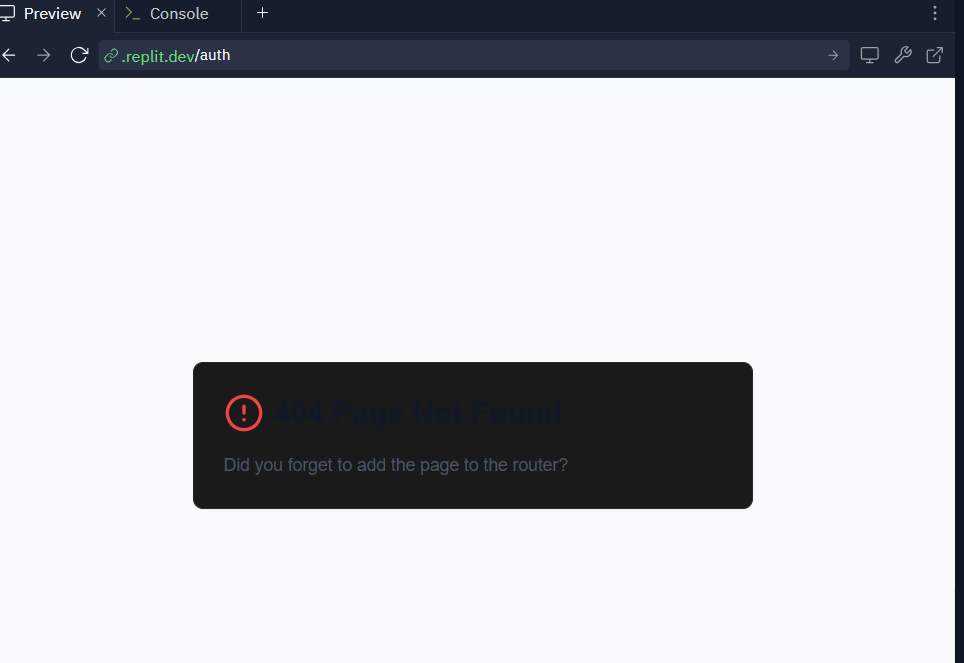 Preview
Console
.replit.dev/auth
404 Page Not Found
Did you forget to add the page to the router?